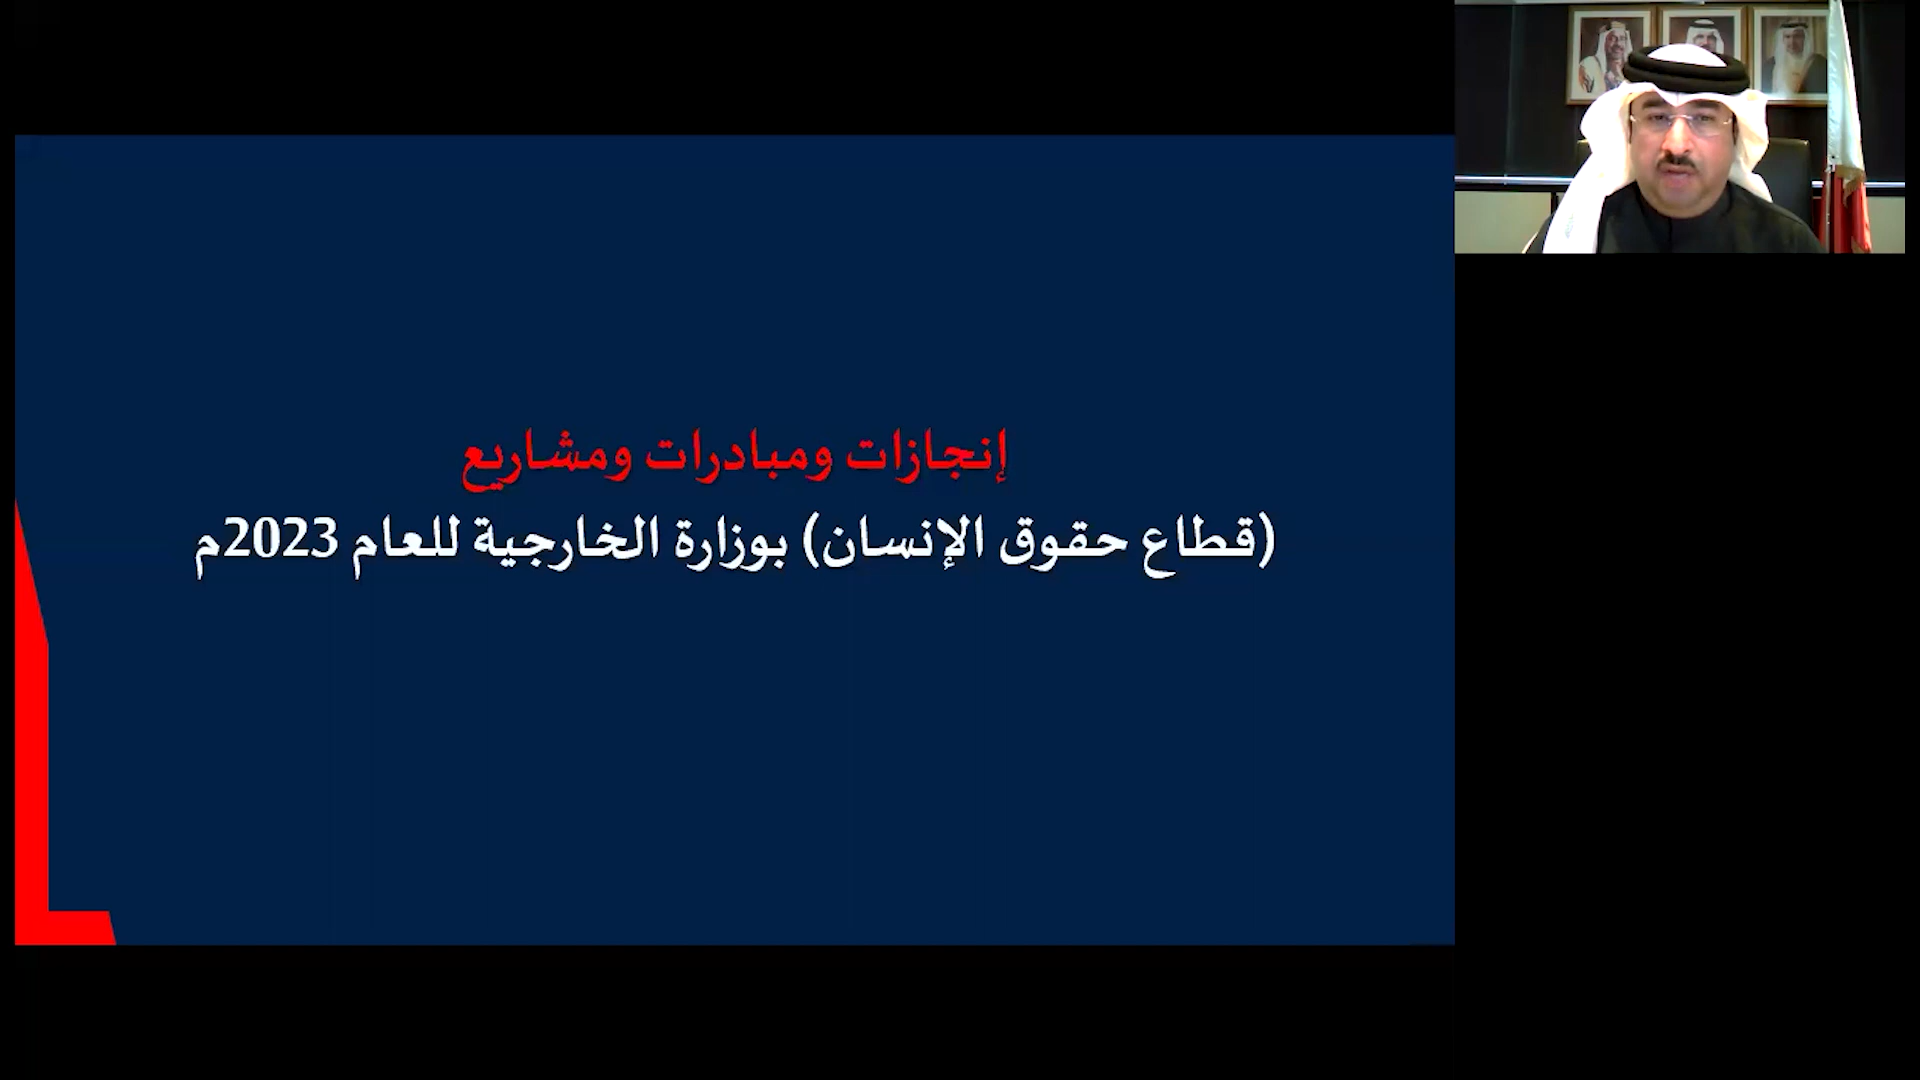 إنجازات ومبادرات ومشاريع
(قطاع حقوق الإنسان) بوزارة الخارجية للعام 2023م